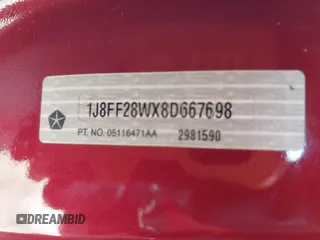 1J8FF28WX8D667698
PT. NO. 05116471AA 2981590
DREAMBID